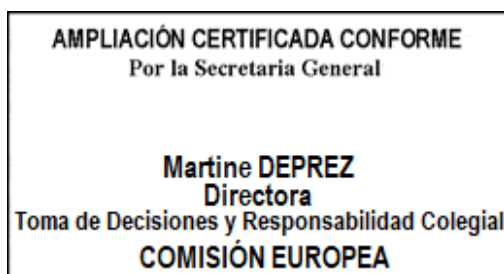 AMPLIACIÓN CERTIFICADA CONFORME
Por la Secretaria General
Martine DEPREZ
Directora
Toma de Decisiones y Responsabilidad Colegial
COMISIÓN EUROPEA